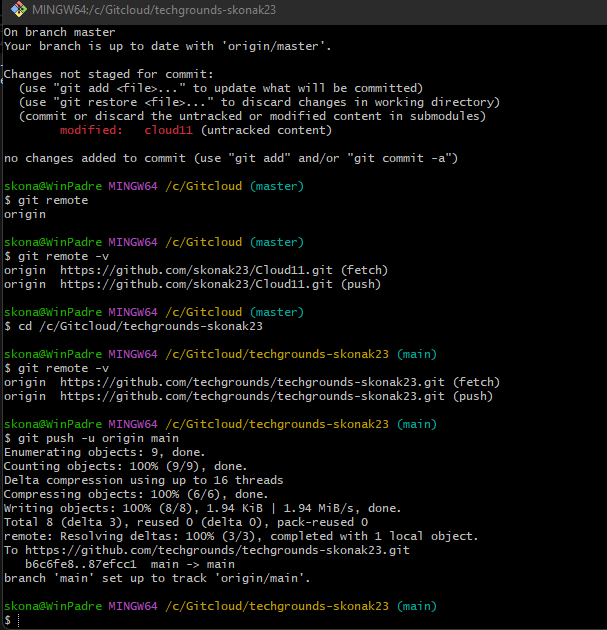 MINGW64:/c/Gitcloud/techgrounds-skonak23
On branch master
Your branch is up to date with 'origin/master'.
Changes not staged for commit:
(use "git add <file>..." to update what will be committed)
(use "git restore <file>..." to discard changes in working directory)
(commit or discard the untracked or modified content in submodules)
modified:   cloud11 (untracked content)
no changes added to commit (use "git add" and/or "git commit -a")
skona@WinPadre MINGW64 /c/Gitcloud (master)
$ git remote
origin
skona@WinPadre MINGW64 /c/Gitcloud (master)
$ git remote -v
origin  https://github.com/skonak23/Cloud11.git (fetch)
origin  https://github.com/skonak23/Cloud11.git (push)
skona@WinPadre MINGW64 /c/Gitcloud (master)
$ cd /c/Gitcloud/techgrounds-skonak23
skona@WinPadre MINGW64 /c/Gitcloud/techgrounds-skonak23 (main)
$ git remote -v
origin  https://github.com/techgrounds/techgrounds-skonak23.git (fetch)
origin  https://github.com/techgrounds/techgrounds-skonak23.git (push)
skona@WinPadre MINGW64 /c/Gitcloud/techgrounds-skonak23 (main)
$ git push -u origin main
Enumerating objects: 9, done.
Counting objects: 100% (9/9), done.
Delta compression using up to 16 threads
Compressing objects: 100% (6/6), done.
Writing objects: 100% (8/8), 1.94 KiB | 1.94 MiB/s, done.
Total 8 (delta 3), reused 0 (delta 0), pack-reused 0
remote: Resolving deltas: 100% (3/3), completed with 1 local object.
To https://github.com/techgrounds/techgrounds-skonak23.git
b6c6fe8..87efcc1  main -> main
branch 'main' set up to track 'origin/main'.
skona@WinPadre MINGW64 /c/Gitcloud/techgrounds-skonak23 (main)
$